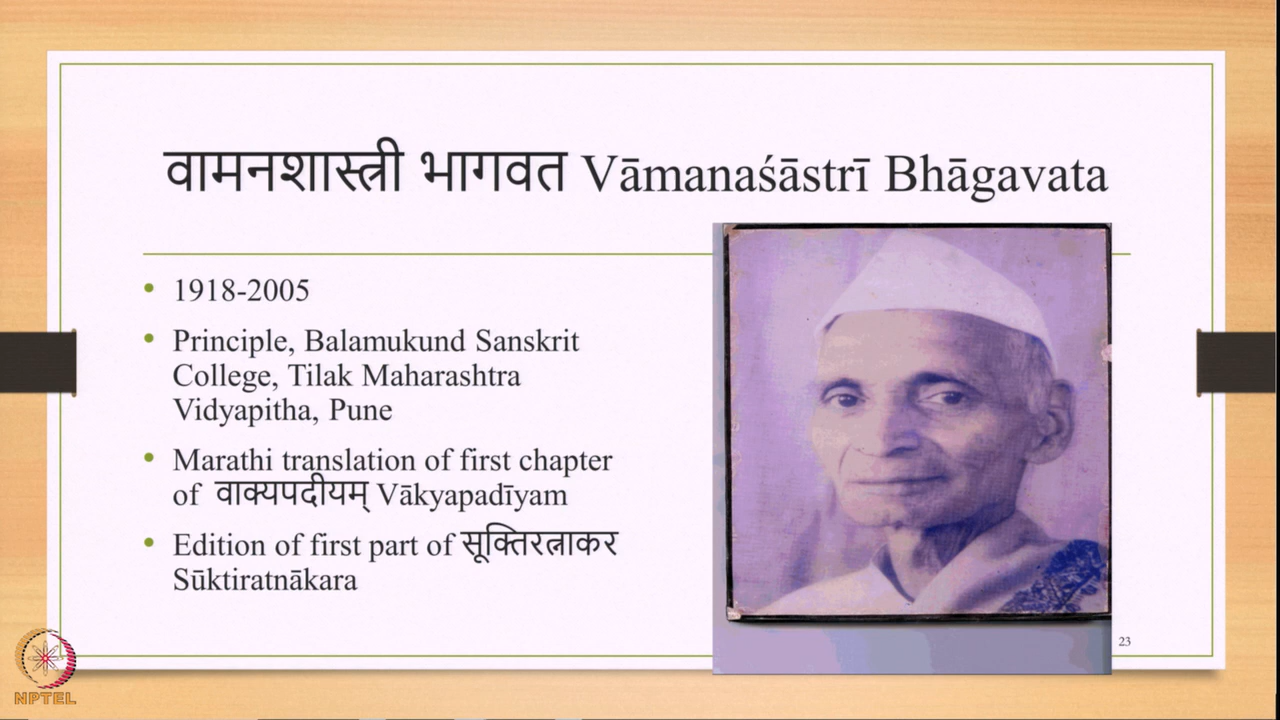 वामनशास्त्री भागवत Vāmanaśāstrī Bhāgavata
• 1918-2005
• Principle, Balamukund Sanskrit
College, Tilak Maharashtra
Vidyapitha, Pune
• Marathi translation of first chapter
of वाक्यपदीयम् Vākyapadīyam
• Edition of first part of सूक्तिरत्नाकर
Sūktiratnākara
23
NPTEL